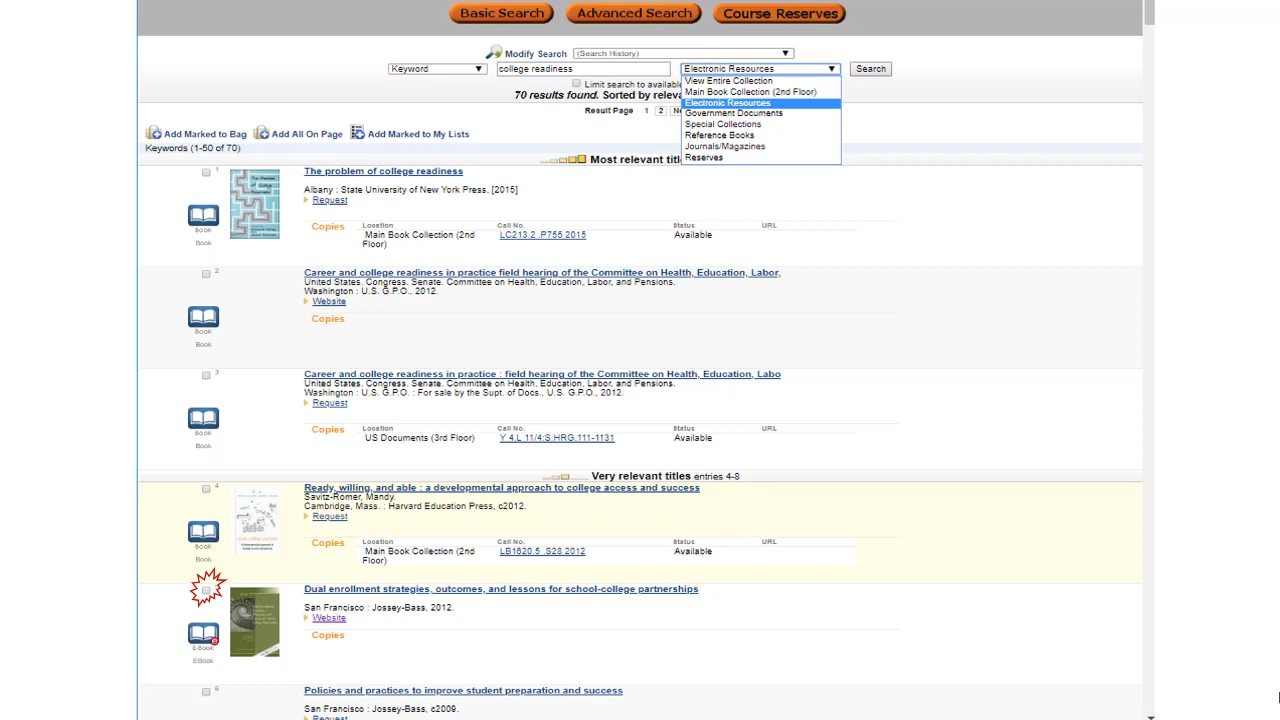 Basic Search Advanced Search Course Reserves
Modify Search (Search History)
Keyword college readiness Electronic Resources Search
View Entire Collection
Limit search to available
Main Book Collection (2nd Floor)
70 results found. Sorted by releva
Electronic Resources
Result Page 1 2 Ne
Government Documents
Special Collections
Reference Books
Journals/Magazines
Reserves
Add Marked to Bag Add All On Page Add Marked to My Lists
Keywords (1-50 of 70)
Most relevant titl
1 The problem of college readiness
Albany : State University of New York Press, [2015]
Request
Book
Book
Copies Location Call No. Status URL
Main Book Collection (2nd Floor) LC213.2 .P755 2015 Available
2 Career and college readiness in practice field hearing of the Committee on Health, Education, Labor,
United States. Congress. Senate. Committee on Health, Education, Labor, and Pensions.
Washington : U.S. G.P.O., 2012.
Website
Copies
Book
Book
3 Career and college readiness in practice : field hearing of the Committee on Health, Education, Labo
United States. Congress. Senate. Committee on Health, Education, Labor, and Pensions.
Washington : U.S. G.P.O. : For sale by the Supt. of Docs., U.S. G.P.O., 2012.
Request
Copies Location Call No. Status URL
US Documents (3rd Floor) Y 4.L 11/4:S.HRG.111-1131 Available
Book
Book
Very relevant titles entries 4-8
4 Ready, willing, and able : a developmental approach to college access and success
Savitz-Romer, Mandy.
Cambridge, Mass. : Harvard Education Press, c2012.
Request
Copies Location Call No. Status URL
Main Book Collection (2nd Floor) LB1620.5 .S28 2012 Available
Book
Book
Dual enrollment strategies, outcomes, and lessons for school-college partnerships
San Francisco : Jossey-Bass, 2012.
Website
Copies
E-Book
EBook
6 Policies and practices to improve student preparation and success
San Francisco : Jossey-Bass, c2009.
Request